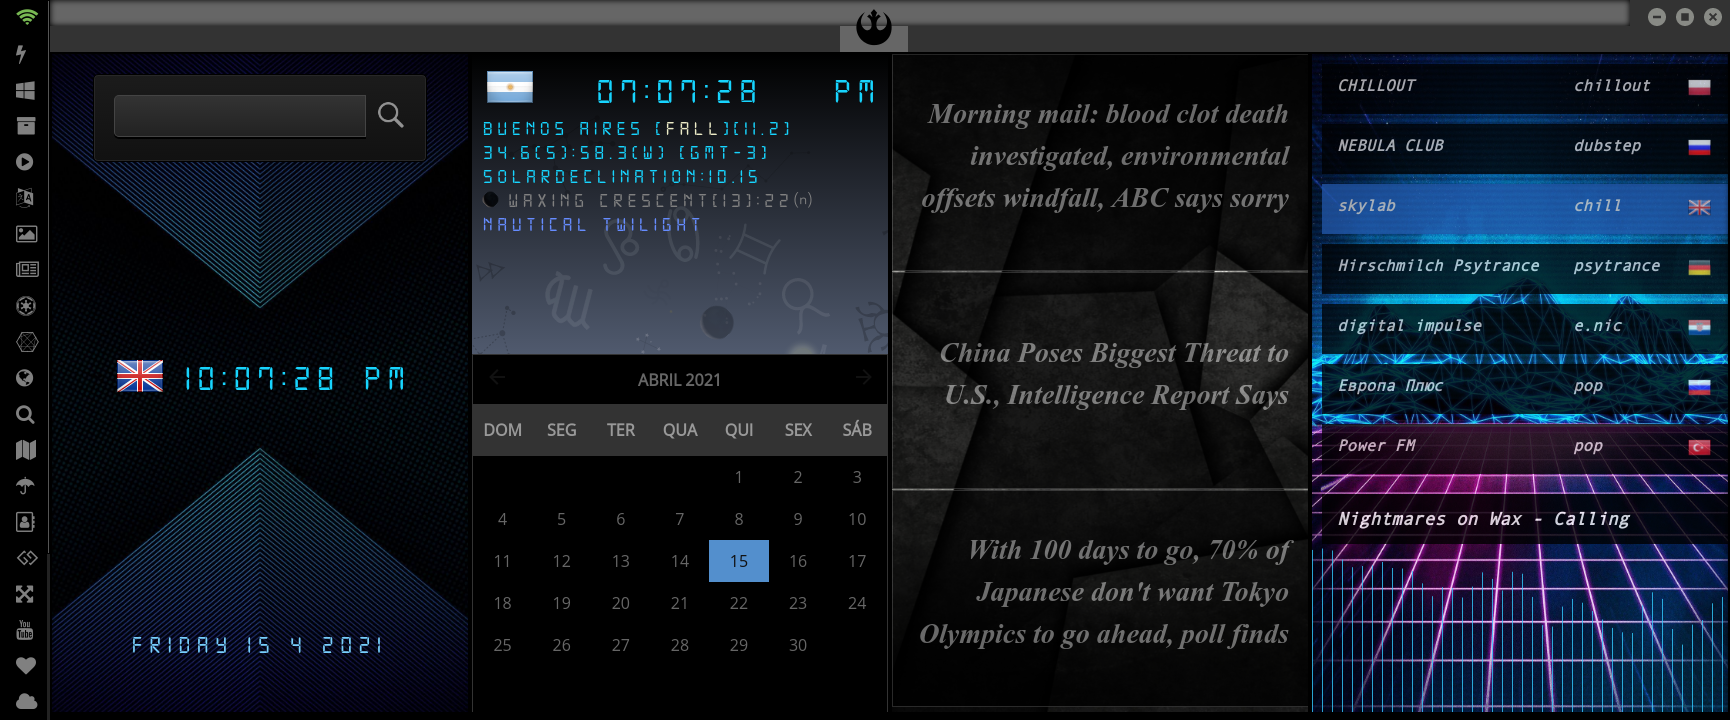 10:07:28 PM
FRIDAY 15 4 2021
07:07:28 PM
BUENOS AIRES (FALL)(11.2)
34.6(S):58.3(W) (GMT-3)
SOLARDECLINATION:10.15
WAXING CRESCENT(13):22(n)
NAUTICAL TWILIGHT
ABRIL 2021
DOM SEG TER QUA QUI SEX SÁB
1 2 3
4 5 6 7 8 9 10
11 12 13 14 15 16 17
18 19 20 21 22 23 24
25 26 27 28 29 30
Morning mail: blood clot death
investigated, environmental
offsets windfall, ABC says sorry
China Poses Biggest Threat to
U.S., Intelligence Report Says
With 100 days to go, 70% of
Japanese don't want Tokyo
Olympics to go ahead, poll finds
CHILLOUT chillout
NEBULA CLUB dubstep
skylab chill
Hirschmilch Psytrance psytrance
digital impulse e.nic
Европа Плюс pop
Power FM pop
Nightmares on Wax - Calling
You
Tube